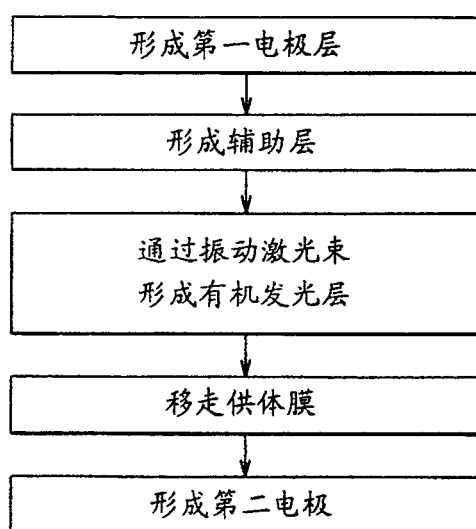 形成第一电极层
形成辅助层
通过振动激光束
形成有机发光层
移走供体膜
形成第二电极